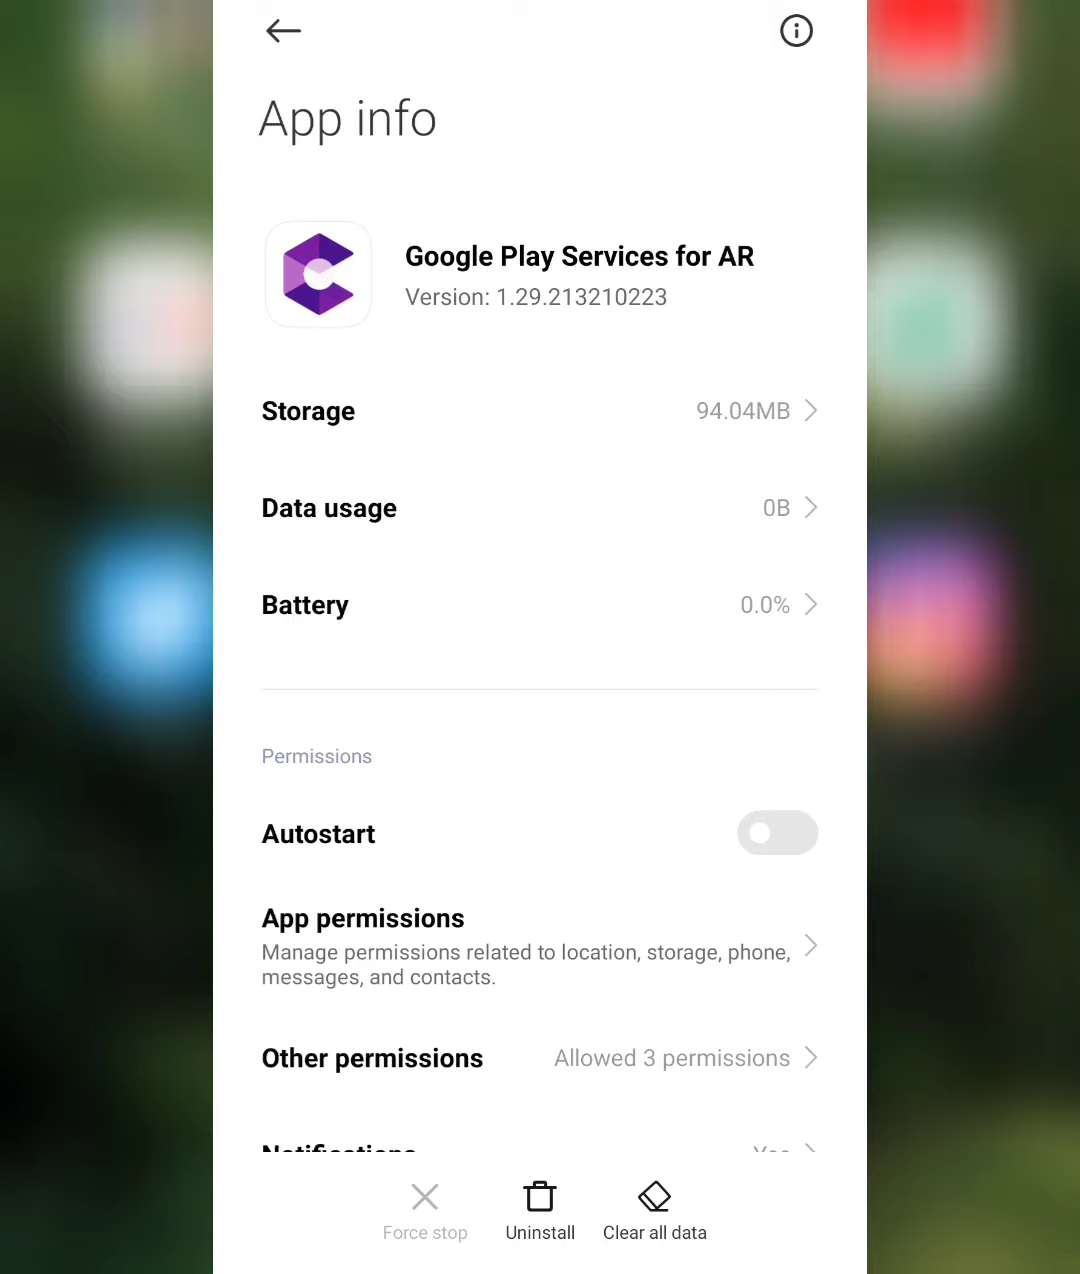 App info
Google Play Services for AR
Version: 1.29.213210223
Storage 94.04MB
Data usage 0B
Battery 0.0%
Permissions
Autostart
App permissions
Manage permissions related to location, storage, phone,
messages, and contacts.
Other permissions Allowed 3 permissions
Notifications Yes
Force stop Uninstall Clear all data